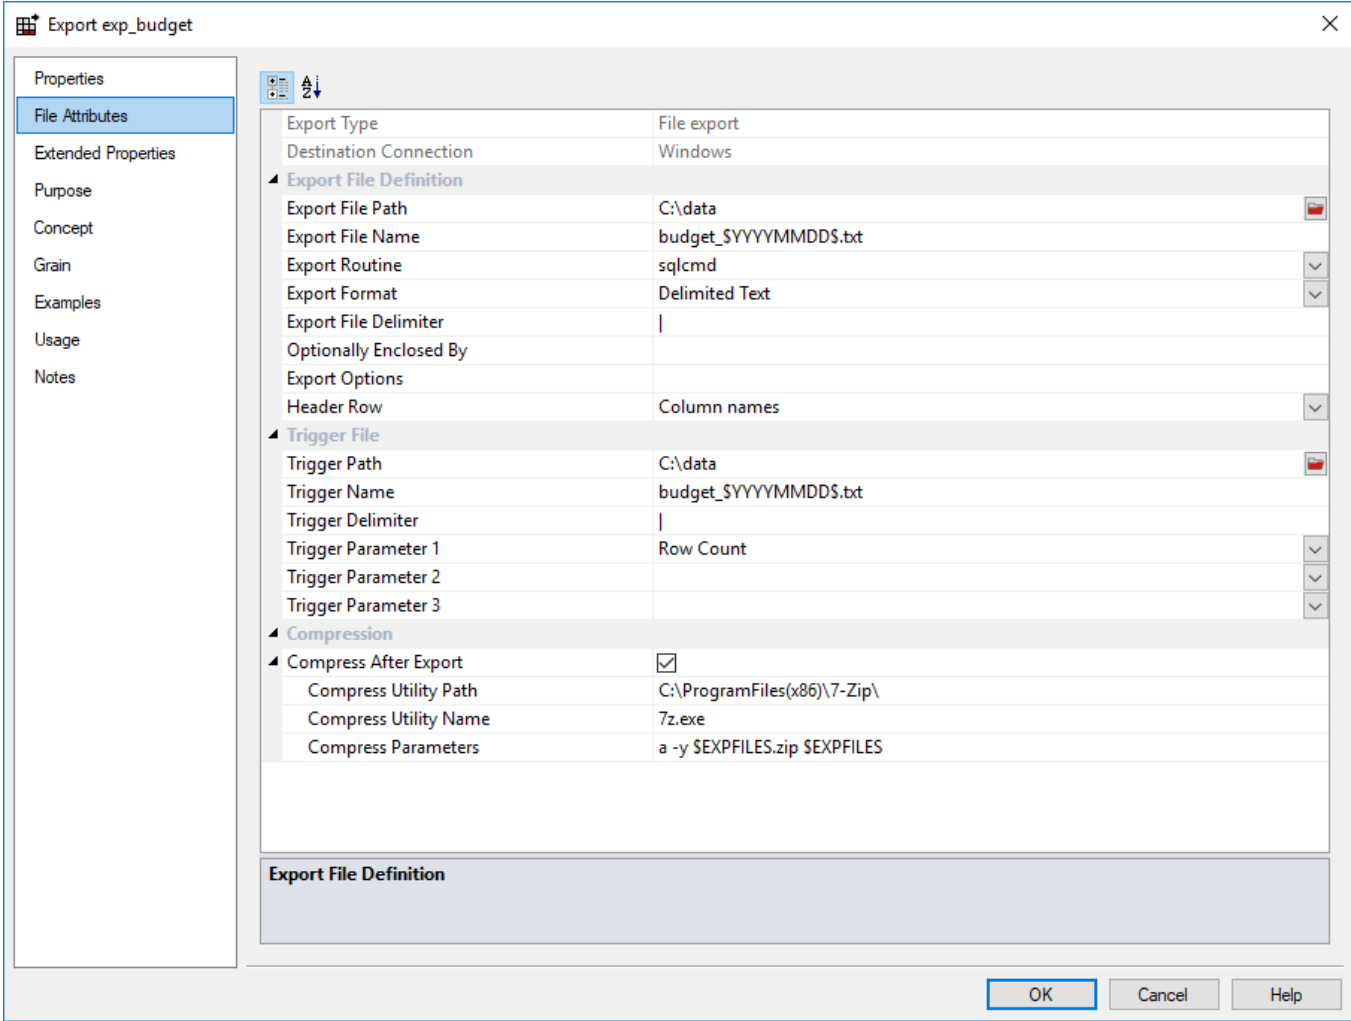 Export exp_budget
Properties
File Attributes
Extended Properties
Purpose
Concept
Grain
Examples
Usage
Notes
Export Type File export
Destination Connection Windows
Export File Definition
Export File Path C:\data
Export File Name budget_$YYYYMMDD$.txt
Export Routine sqlcmd
Export Format Delimited Text
Export File Delimiter |
Optionally Enclosed By
Export Options
Header Row Column names
Trigger File
Trigger Path C:\data
Trigger Name budget_$YYYYMMDD$.txt
Trigger Delimiter |
Trigger Parameter 1 Row Count
Trigger Parameter 2
Trigger Parameter 3
Compression
Compress After Export
Compress Utility Path C:\ProgramFiles(x86)\7-Zip\
Compress Utility Name 7z.exe
Compress Parameters a -y $EXPFILES.zip $EXPFILES
Export File Definition
OK Cancel Help